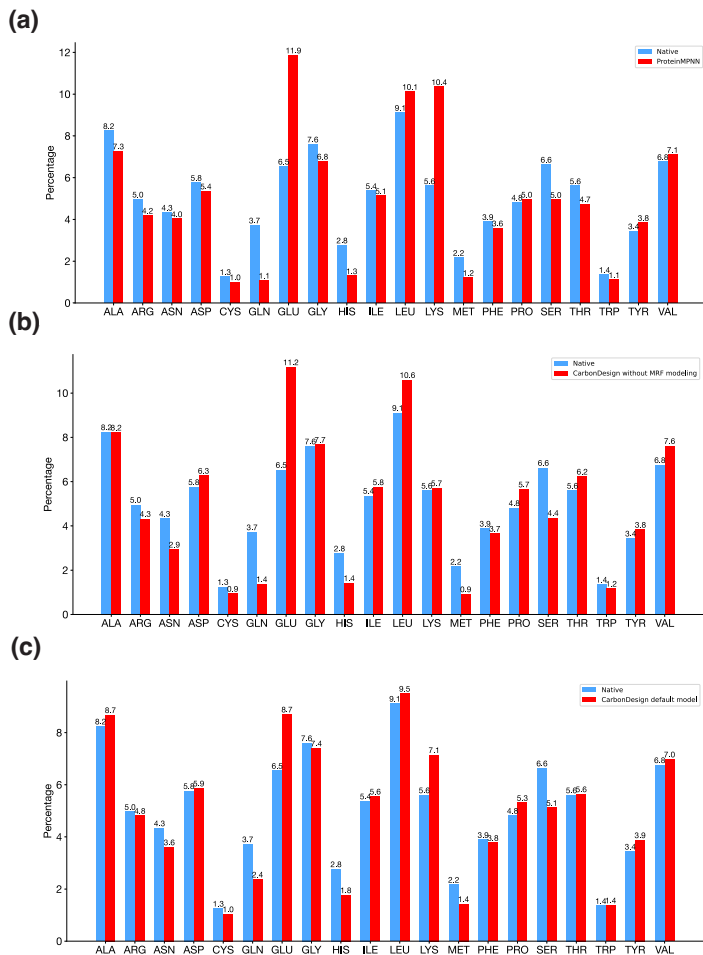 (a)
12
10
8
6
4
2
0
Percentage
Native
ProteinMPNN
8.2 7.3 5.0 4.2 4.3 4.0 5.8 5.4 1.3 1.0 3.7 1.1 6.5 11.9 7.6 6.8 2.8 1.3 5.4 5.1 9.1 10.1 5.6 10.4 2.2 1.2 3.9 3.6 4.8 5.0 6.6 5.0 5.6 4.7 1.4 1.1 3.4 3.8 6.8 7.1
ALA ARG ASN ASP CYS GLN GLU GLY HIS ILE LEU LYS MET PHE PRO SER THR TRP TYR VAL
(b)
10
8
6
4
2
0
Percentage
Native
CarbonDesign without MRF modeling
8.2 8.2 5.0 4.3 4.3 2.9 5.8 6.3 1.3 0.9 3.7 1.4 6.5 11.2 7.6 7.7 2.8 1.4 5.4 5.8 9.1 10.6 5.6 5.7 2.2 0.9 3.9 3.7 4.8 5.7 6.6 4.4 5.6 6.2 1.4 1.2 3.4 3.8 6.8 7.6
ALA ARG ASN ASP CYS GLN GLU GLY HIS ILE LEU LYS MET PHE PRO SER THR TRP TYR VAL
(c)
8
6
4
2
0
Percentage
Native
CarbonDesign default model
8.2 8.7 5.0 4.8 4.3 3.6 5.8 5.9 1.3 1.0 3.7 2.4 6.5 8.7 7.6 7.4 2.8 1.8 5.4 5.6 9.1 9.5 5.6 7.1 2.2 1.4 3.9 3.8 4.8 5.3 6.6 5.1 5.6 5.6 1.4 1.4 3.4 3.9 6.8 7.0
ALA ARG ASN ASP CYS GLN GLU GLY HIS ILE LEU LYS MET PHE PRO SER THR TRP TYR VAL